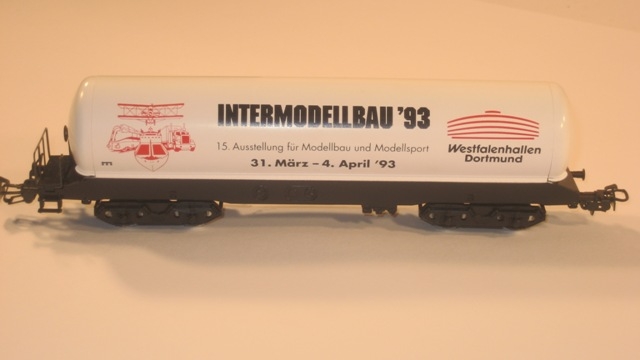 INTERMODELLBAU '93
15. Ausstellung für Modellbau und Modellsport
31. März – 4. April '93
Westfalenhallen
Dortmund